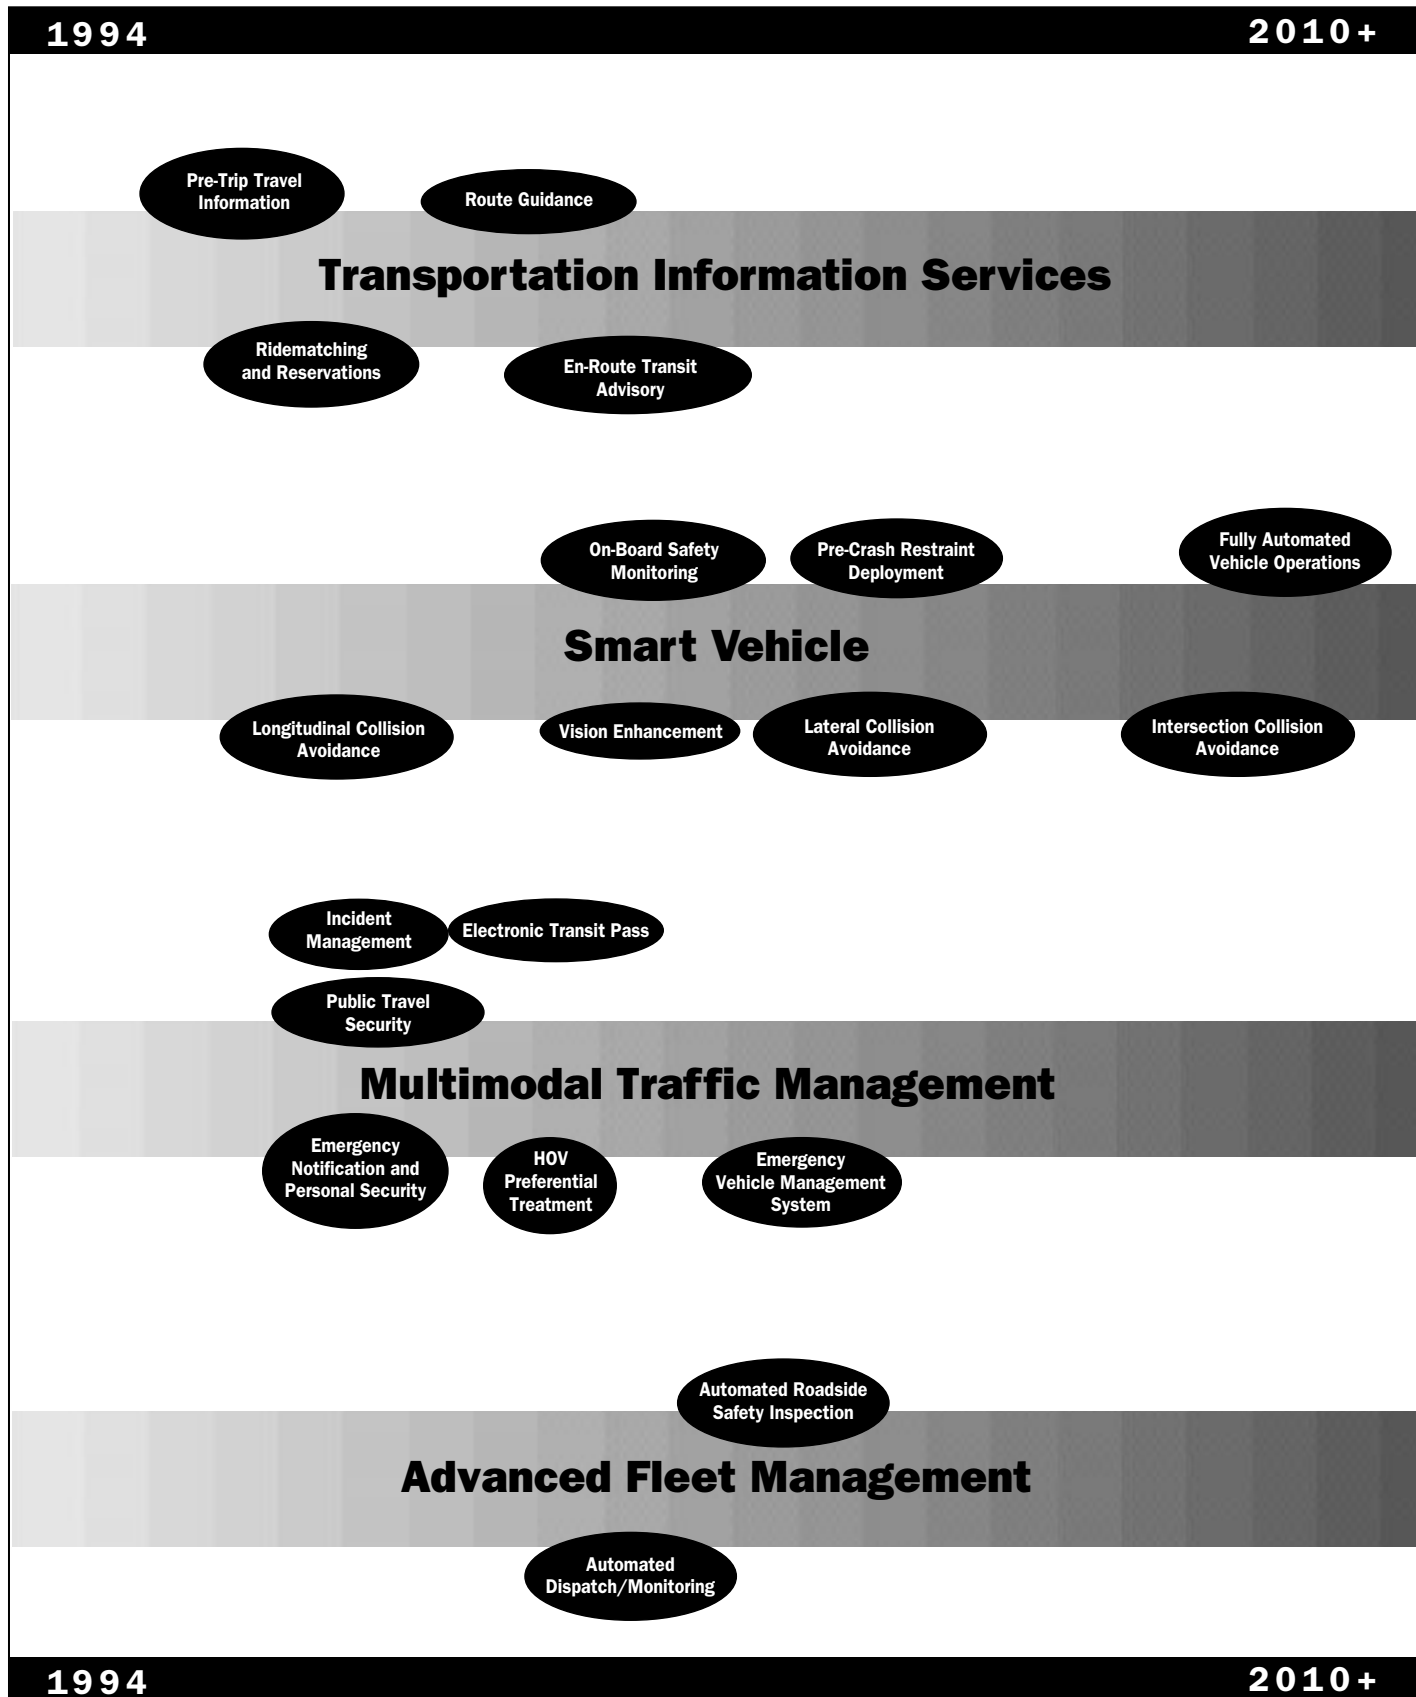 1994
2010+
Pre-Trip Travel
Information
Route Guidance
Transportation Information Services
Ridematching
and Reservations
En-Route Transit
Advisory
On-Board Safety
Monitoring
Pre-Crash Restraint
Deployment
Fully Automated
Vehicle Operations
Smart Vehicle
Longitudinal Collision
Avoidance
Vision Enhancement
Lateral Collision
Avoidance
Intersection Collision
Avoidance
Incident
Management
Electronic Transit Pass
Public Travel
Security
Multimodal Traffic Management
Emergency
Notification and
Personal Security
HOV
Preferential
Treatment
Emergency
Vehicle Management
System
Automated Roadside
Safety Inspection
Advanced Fleet Management
Automated
Dispatch/Monitoring
1994
2010+